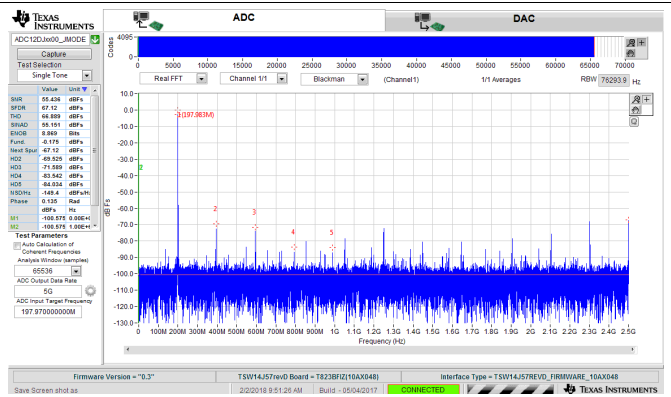 TEXAS INSTRUMENTS
ADC
DAC
ADC12DJxx00_JMODE
Capture
Test Selection
Single Tone
Value Unit
SNR 55.436 dBFs
SFDR 67.12 dBFs
THD 66.889 dBFs
SINAD 55.151 dBFs
ENOB 8.869 Bits
Fund. -0.175 dBFs
Next Spur -67.12 dBFs
HD2 -69.525 dBFs
HD3 -71.589 dBFs
HD4 -83.542 dBFs
HD5 -84.034 dBFs
NSD/Hz -149.4 dBFs/Hz
Phase 0.135 Rad
dBFs Hz
M1 -100.575 0.00E+
M2 -100.575 1.00E+
Test Parameters
Auto Calculation of
Coherent Frequencies
Analysis Window (samples)
65536
ADC Output Data Rate
5G
ADC Input Target Frequency
197.970000000M
Codes
4095
0
0 5000 10000 15000 20000 25000 30000 35000 40000 45000 50000 55000 60000 65000 70000
Real FFT Channel 1/1 Blackman (Channel1) 1/1 Averages RBW 76293.9 Hz
10.0
0.0
-10.0
-20.0
-30.0
-40.0
-50.0
-60.0
-70.0
-80.0
-90.0
-100.0
-110.0
-120.0
-130.0
dBFs
1(197.983M)
2
2
3
4
5
0 100M 200M 300M 400M 500M 600M 700M 800M 900M 1G 1.1G 1.2G 1.3G 1.4G 1.5G 1.6G 1.7G 1.8G 1.9G 2G 2.1G 2.2G 2.3G 2.4G 2.5G
Frequency (Hz)
Firmware Version = "0.3"
TSW14J57revD Board = T823BFIZ(10AX048)
Interface Type = TSW14J57REVD_FIRMWARE_10AX048
Save Screen shot as
2/2/2018 9:51:26 AM
Build - 05/04/2017
CONNECTED
TEXAS INSTRUMENTS